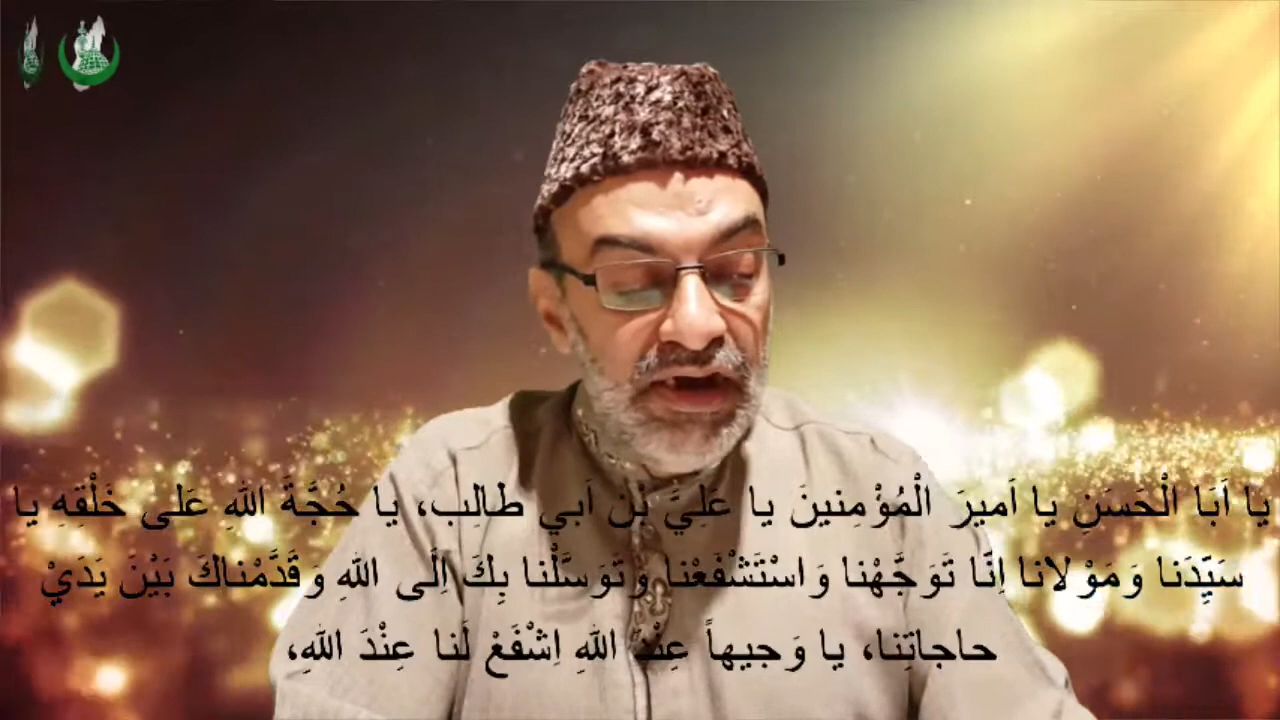 يا اَبَا الْحَسَنِ يا اَميرَ الْمُؤْمِنينَ يا عَلِيَّ بْن اَبي طالِب، يا حُجَّةَ اللهِ عَلى خَلْقِهِ يا
سَيِّدَنا وَمَوْلانا اِنّا تَوَجَّهْنا وَاسْتَشْفَعْنا وَتَوَسَّلْنا بِكَ اِلَى اللهِ وَقَدَّمْناكَ بَيْنَ يَدَيْ
حاجاتِنا، يا وَجيهاً عِنْدَ اللهِ اِشْفَعْ لَنا عِنْدَ اللهِ،